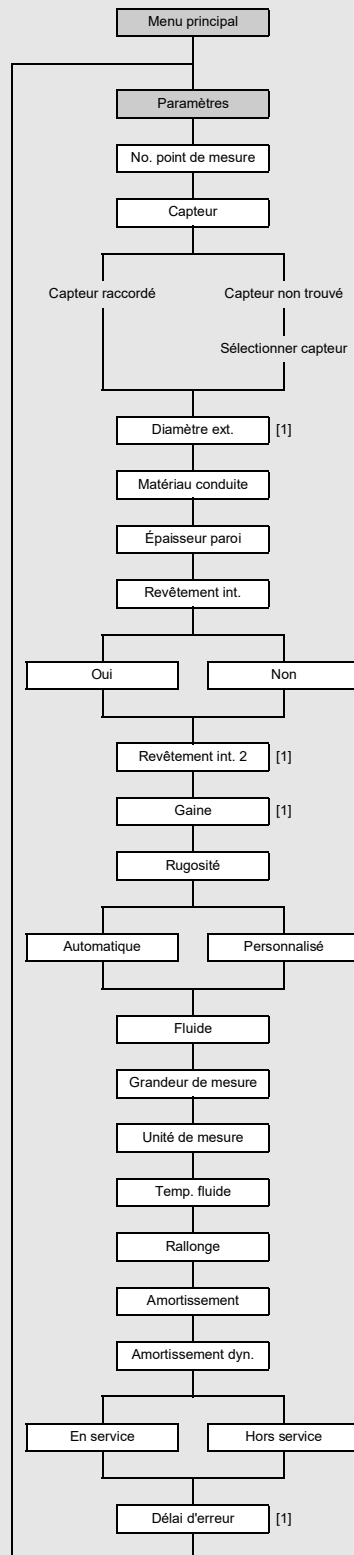 Menu principal
Paramètres
No. point de mesure
Capteur
Capteur raccordé
Capteur non trouvé
Sélectionner capteur
Diamètre ext. [1]
Matériau conduite
Épaisseur paroi
Revêtement int.
Oui
Non
Revêtement int. 2 [1]
Gaine [1]
Rugosité
Automatique
Personnalisé
Fluide
Grandeur de mesure
Unité de mesure
Temp. fluide
Rallonge
Amortissement
Amortissement dyn.
En service
Hors service
Délai d'erreur [1]